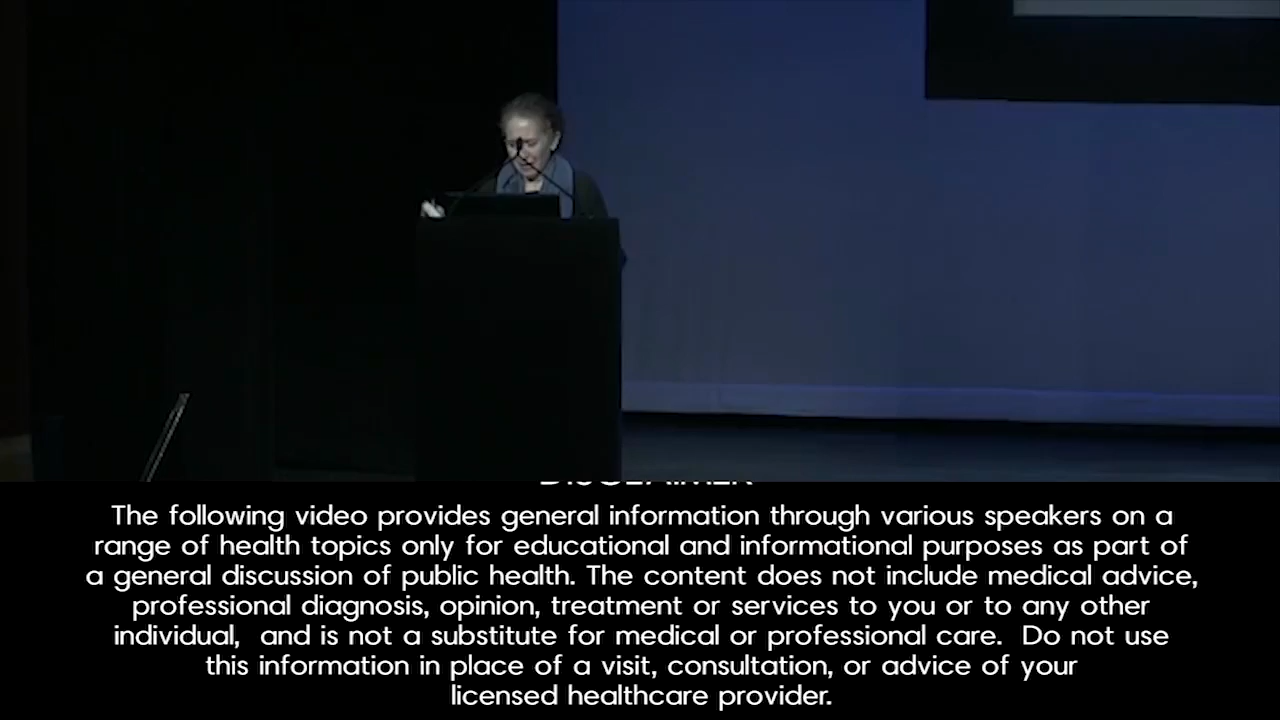 DISCLAIMER
The following video provides general information through various speakers on a
range of health topics only for educational and informational purposes as part of
a general discussion of public health. The content does not include medical advice,
professional diagnosis, opinion, treatment or services to you or to any other
individual,  and is not a substitute for medical or professional care.  Do not use
this information in place of a visit, consultation, or advice of your
licensed healthcare provider.